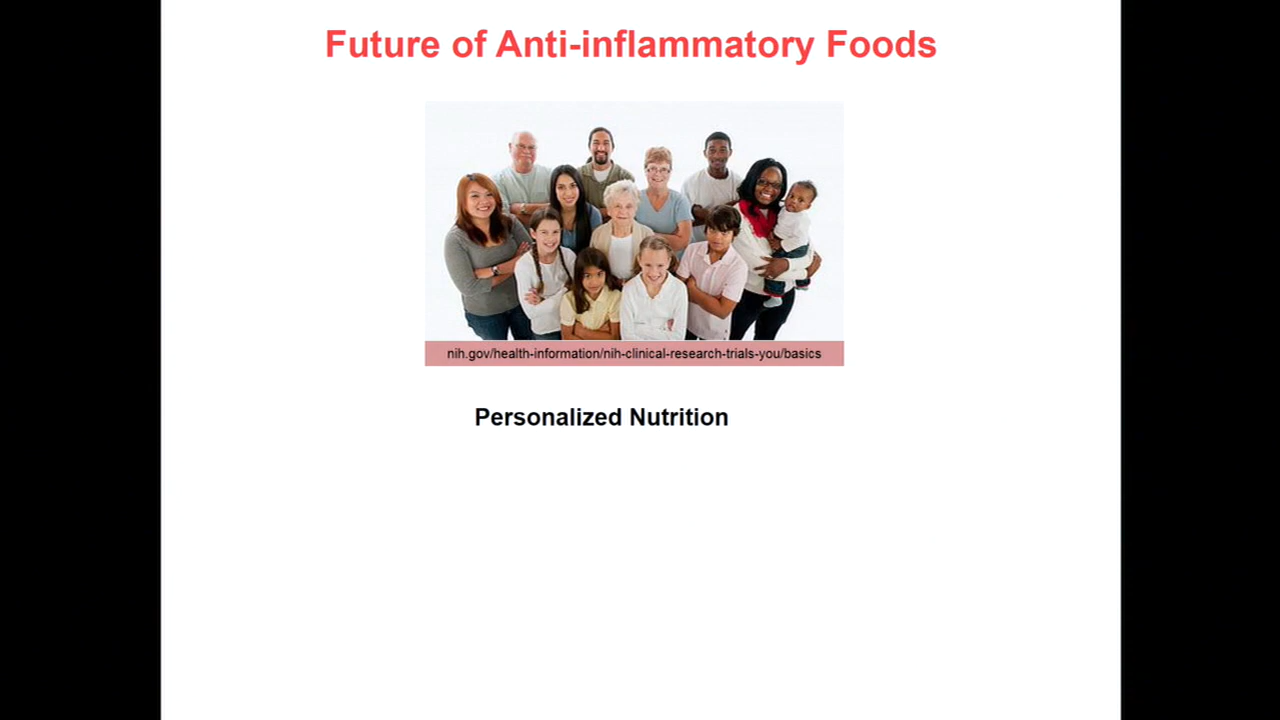 Future of Anti-inflammatory Foods
nih.gov/health-information/nih-clinical-research-trials-you/basics
Personalized Nutrition